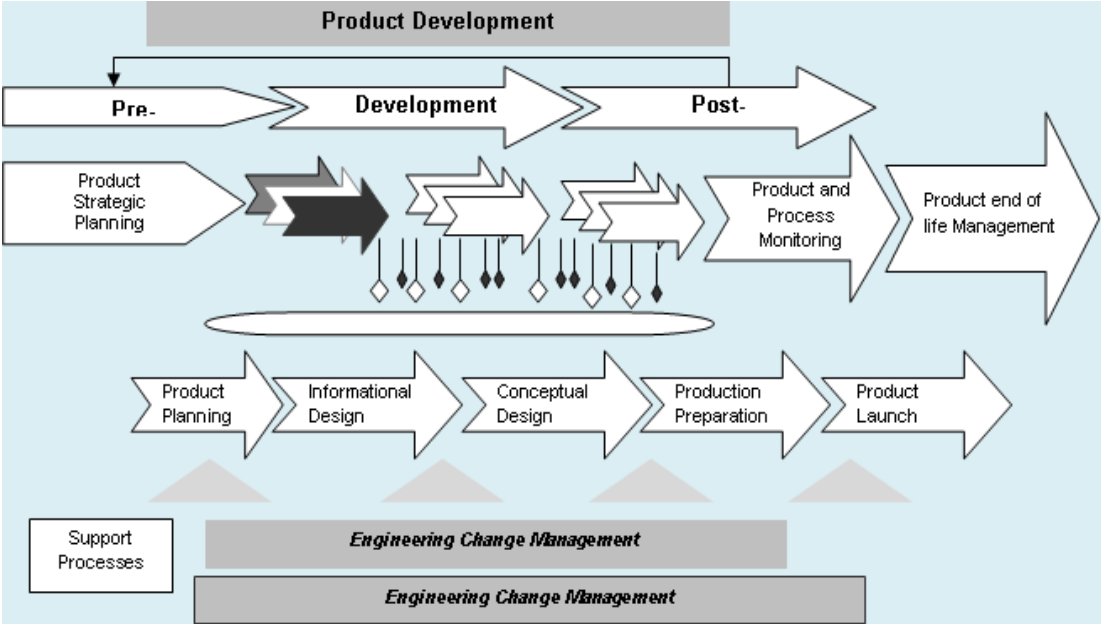 Product Development
Pre-
Development
Post-
Product
Strategic
Planning
Product and
Process
Monitoring
Product end of
life Management
Product
Planning
Informational
Design
Conceptual
Design
Production
Preparation
Product
Launch
Support
Processes
Engineering Change Management
Engineering Change Management